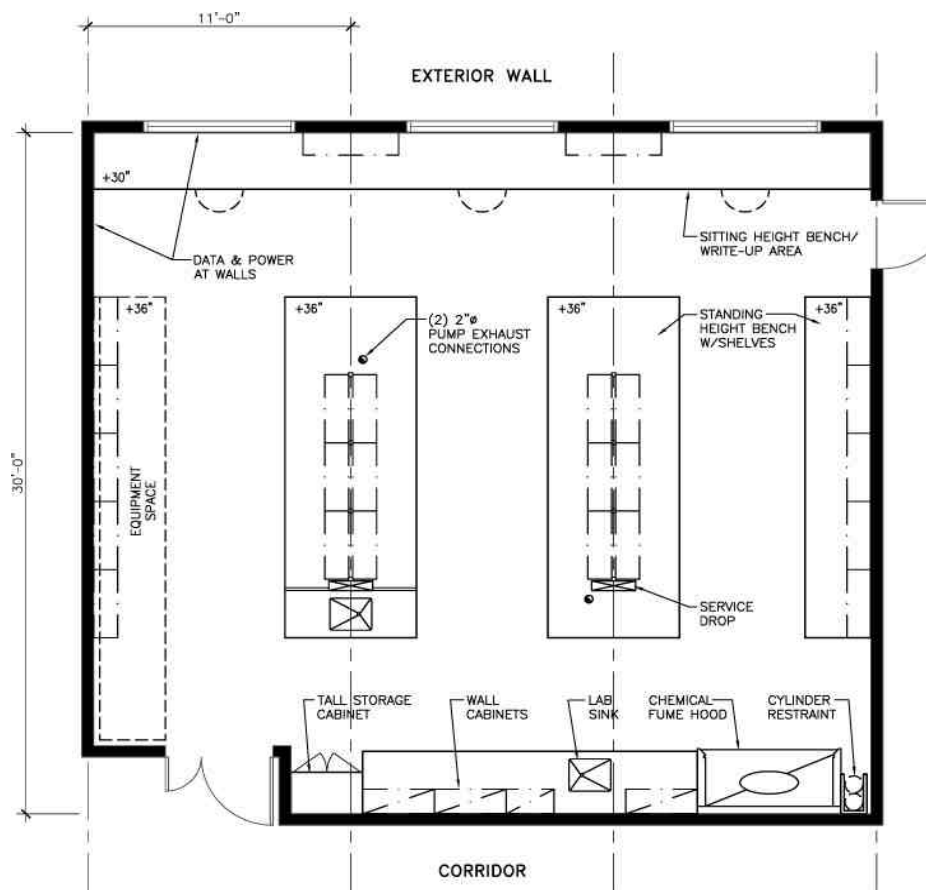 11'-0"
EXTERIOR WALL
+30"
DATA & POWER
AT WALLS
SITTING HEIGHT BENCH/
WRITE-UP AREA
+36"
+36"
(2) 2"ø
PUMP EXHAUST
CONNECTIONS
+36"
STANDING
HEIGHT BENCH
W/SHELVES
+36"
30'-0"
EQUIPMENT
SPACE
SERVICE
DROP
TALL STORAGE
CABINET
WALL
CABINETS
LAB
SINK
CHEMICAL
FUME HOOD
CYLINDER
RESTRAINT
CORRIDOR